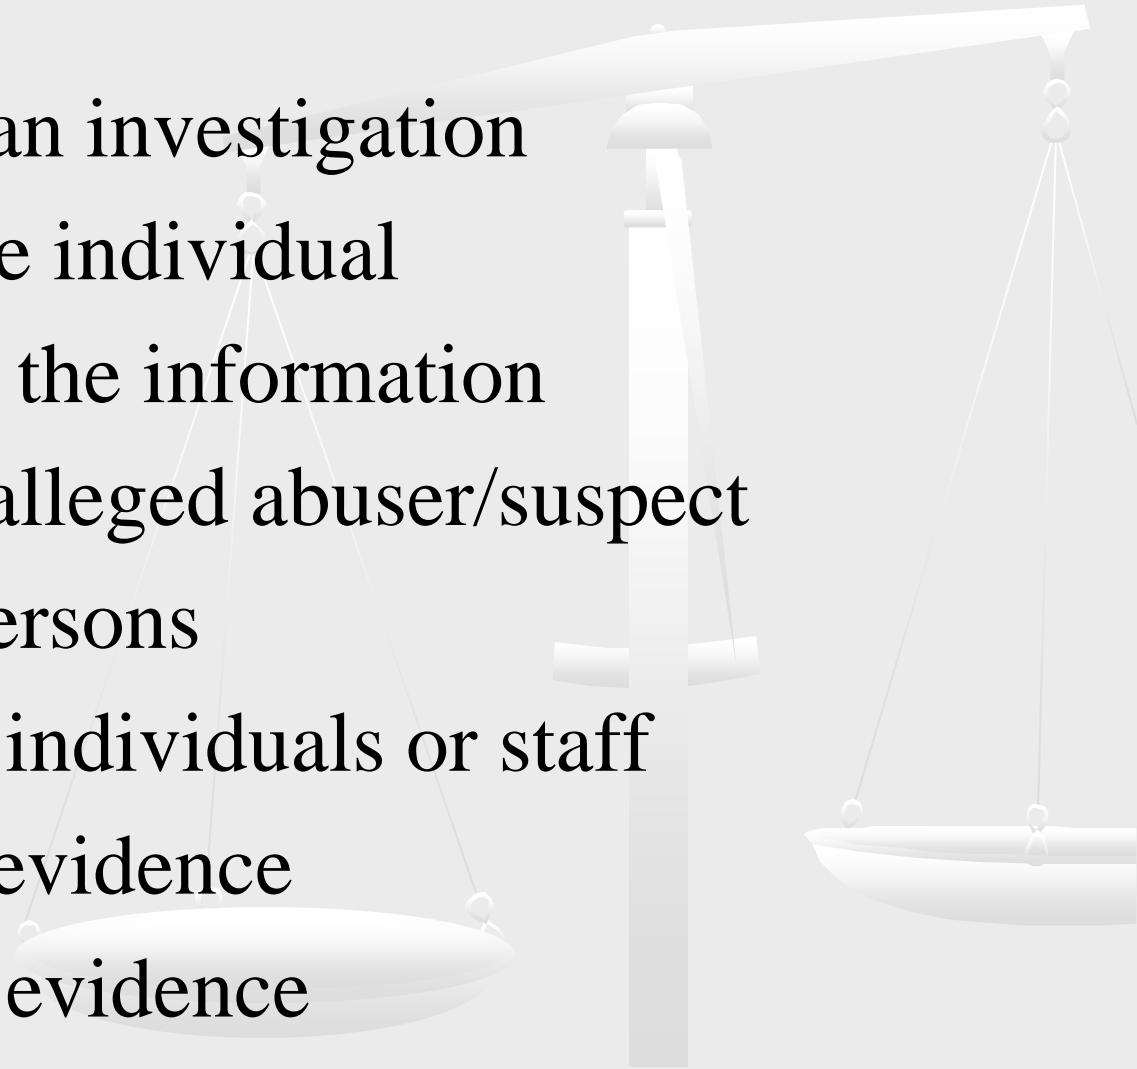 an investigation
e individual
the information
alleged abuser/suspect
ersons
individuals or staff
evidence
evidence